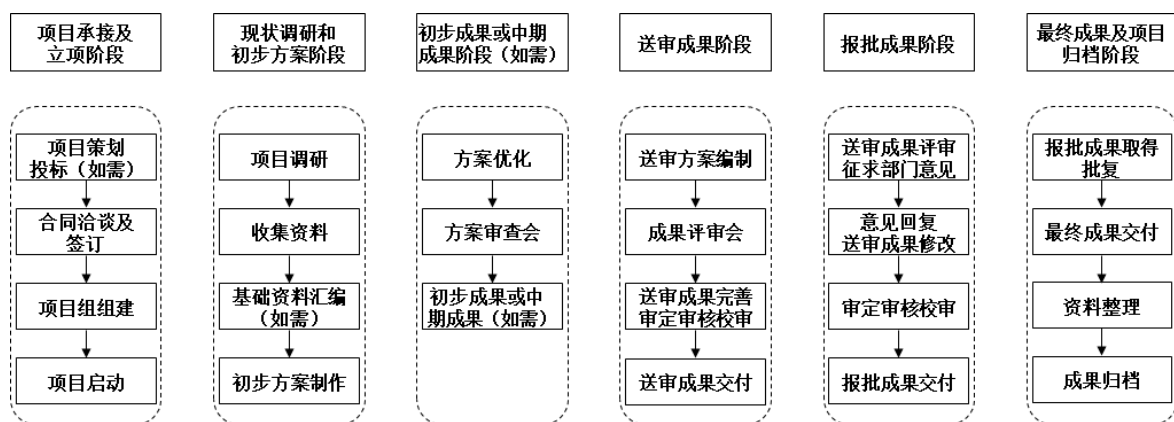 项目承接及
立项阶段
现状调研和
初步方案阶段
初步成果或中期
成果阶段（如需）
送审成果阶段
报批成果阶段
最终成果及项目
归档阶段
项目策划
投标（如需）
合同洽谈及
签订
项目组组建
项目启动
项目调研
收集资料
基础资料汇编
（如需）
初步方案制作
方案优化
方案审查会
初步成果或中
期成果（如需）
送审方案编制
成果评审会
送审成果完善
审定审核校审
送审成果交付
送审成果评审
征求部门意见
意见回复
送审成果修改
审定审核校审
报批成果交付
报批成果取得
批复
最终成果交付
资料整理
成果归档